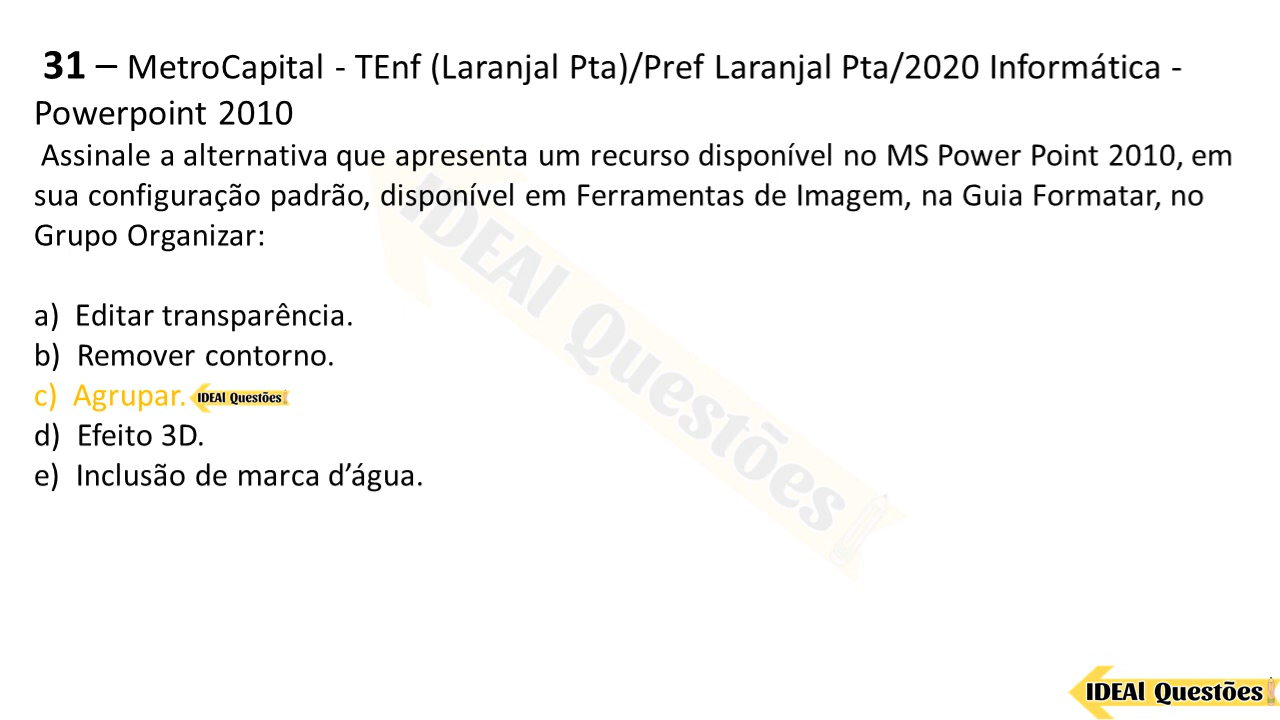 31 – MetroCapital - TEnf (Laranjal Pta)/Pref Laranjal Pta/2020 Informática -
Powerpoint 2010
Assinale a alternativa que apresenta um recurso disponível no MS Power Point 2010, em
sua configuração padrão, disponível em Ferramentas de Imagem, na Guia Formatar, no
Grupo Organizar:
a) Editar transparência.
b) Remover contorno.
c) Agrupar. IDEAl Questões
d) Efeito 3D.
e) Inclusão de marca d’água.
IDEAl Questões
IDEAl Questões